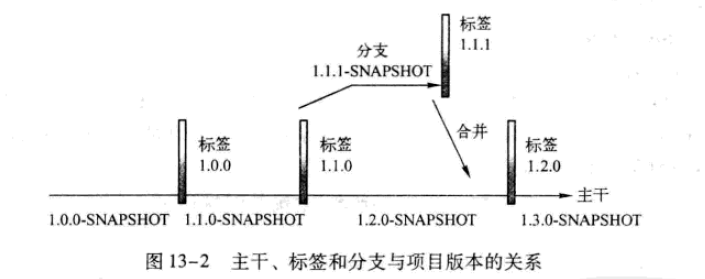 标签
1.1.1
分支
1.1.1-SNAPSHOT
标签
1.0.0
标签
1.1.0
合并
标签
1.2.0
主干
1.0.0-SNAPSHOT
1.1.0-SNAPSHOT
1.2.0-SNAPSHOT
1.3.0-SNAPSHOT
图 13-2 主干、标签和分支与项目版本的关系